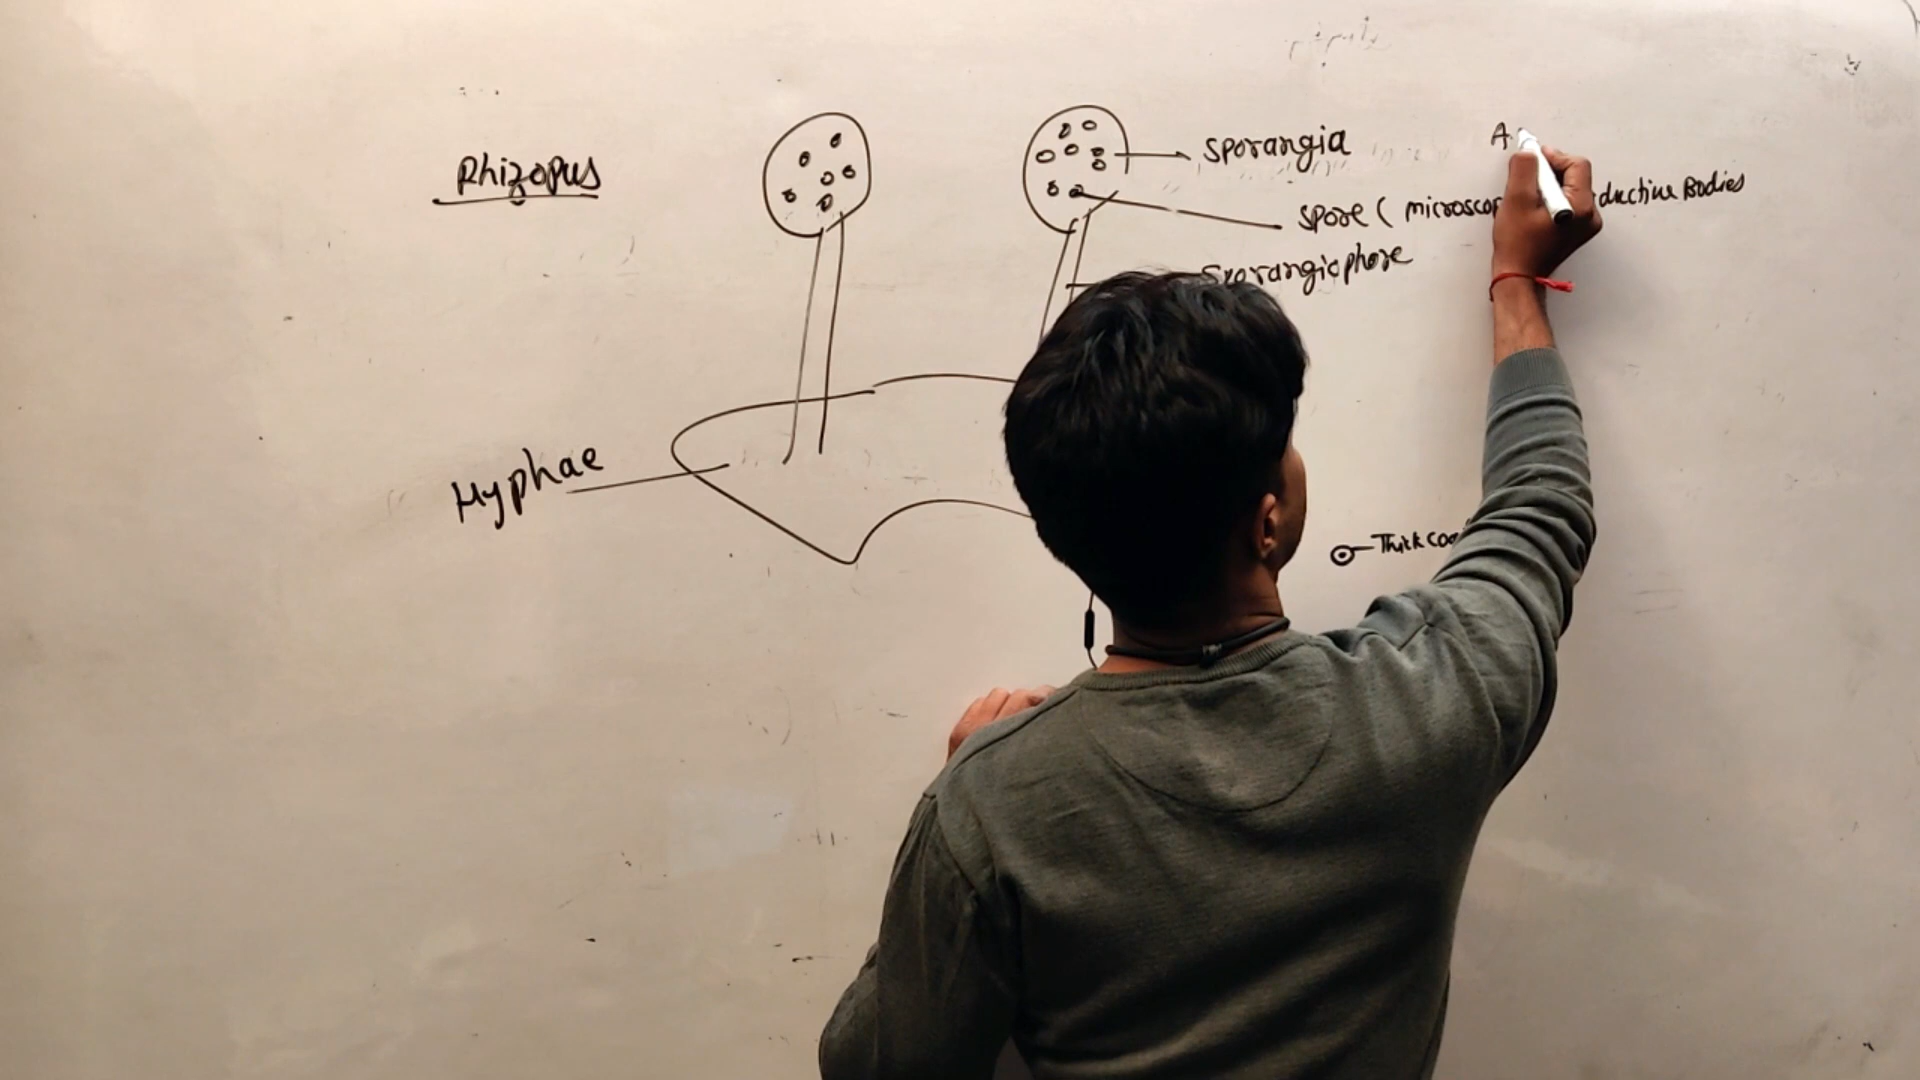 Rhizopus
Sporangia
A
Spore ( microscop ductive Bodies
Sporangiophore
Hyphae
Thick coa